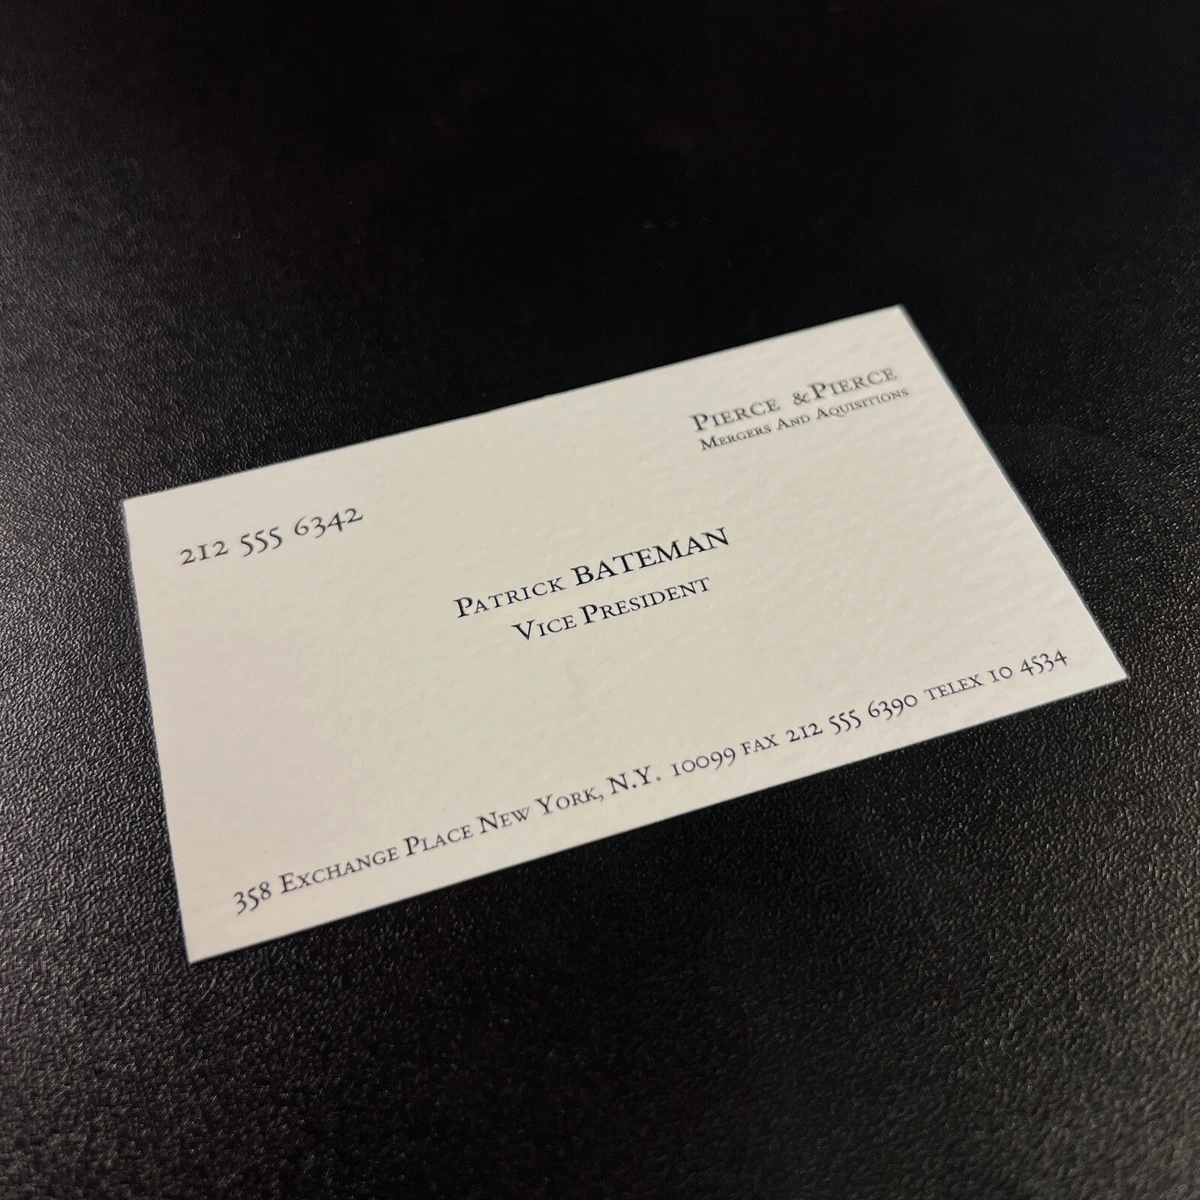 212 555 6342
PIERCE &PIERCE
MERGERS AND AQUISITIONS
PATRICK BATEMAN
VICE PRESIDENT
358 EXCHANGE PLACE NEW YORK, N.Y. 10099 FAX 212 555 6390 TELEX 10 4534